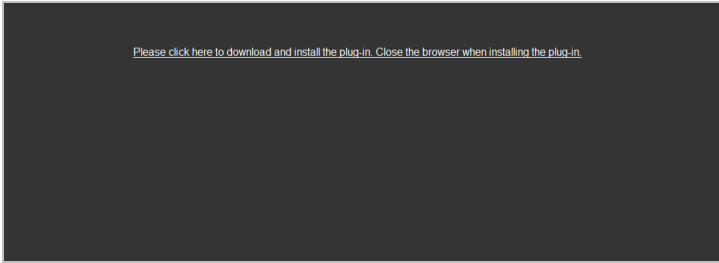 Please click here to download and install the plug-in. Close the browser when installing the plug-in.